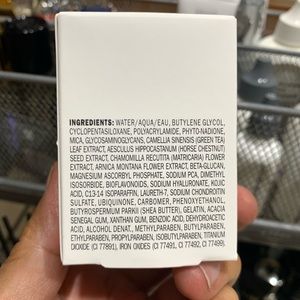 INGREDIENTS: WATER/AQUA/EAU, BUTYLENE GLYCOL,
CYCLOPENTASILOXANE, POLYACRYLAMIDE, PHYTO-NADIONE,
MICA, GLYCOSAMINOGLYCANS, CAMELLIA SINENSIS (GREEN TEA)
LEAF EXTRACT, AESCULUS HIPPOCASTANUM (HORSE CHESTNUT)
SEED EXTRACT, CHAMOMILLA RECUTITA (MATRICARIA) FLOWER
EXTRACT, ARNICA MONTANA FLOWER EXTRACT, BETA-GLUCAN,
MAGNESIUM ASCORBYL PHOSPHATE, SODIUM PCA, DIMETHYL
ISOSORBIDE, BIOFLAVONOIDS, SODIUM HYALURONATE, KOJIC
ACID, C13-14 ISOPARAFFIN, LAURETH-7, SODIUM CHONDROITIN
SULFATE, UBIQUINONE, CARBOMER, PHENOXYETHANOL,
BUTYROSPERMUM PARKII (SHEA BUTTER), GELATIN, ACACIA
SENEGAL GUM, XANTHAN GUM, BENZOIC ACID, DEHYDROACETIC
ACID, ALCOHOL DENAT., METHYLPARABEN, BUTYLPARABEN,
ETHYLPARABEN, PROPYLPARABEN, ISOBUTYLPARABEN, TITANIUM
DIOXIDE (CI 77891), IRON OXIDES (CI 77491, CI 77492, CI 77499).